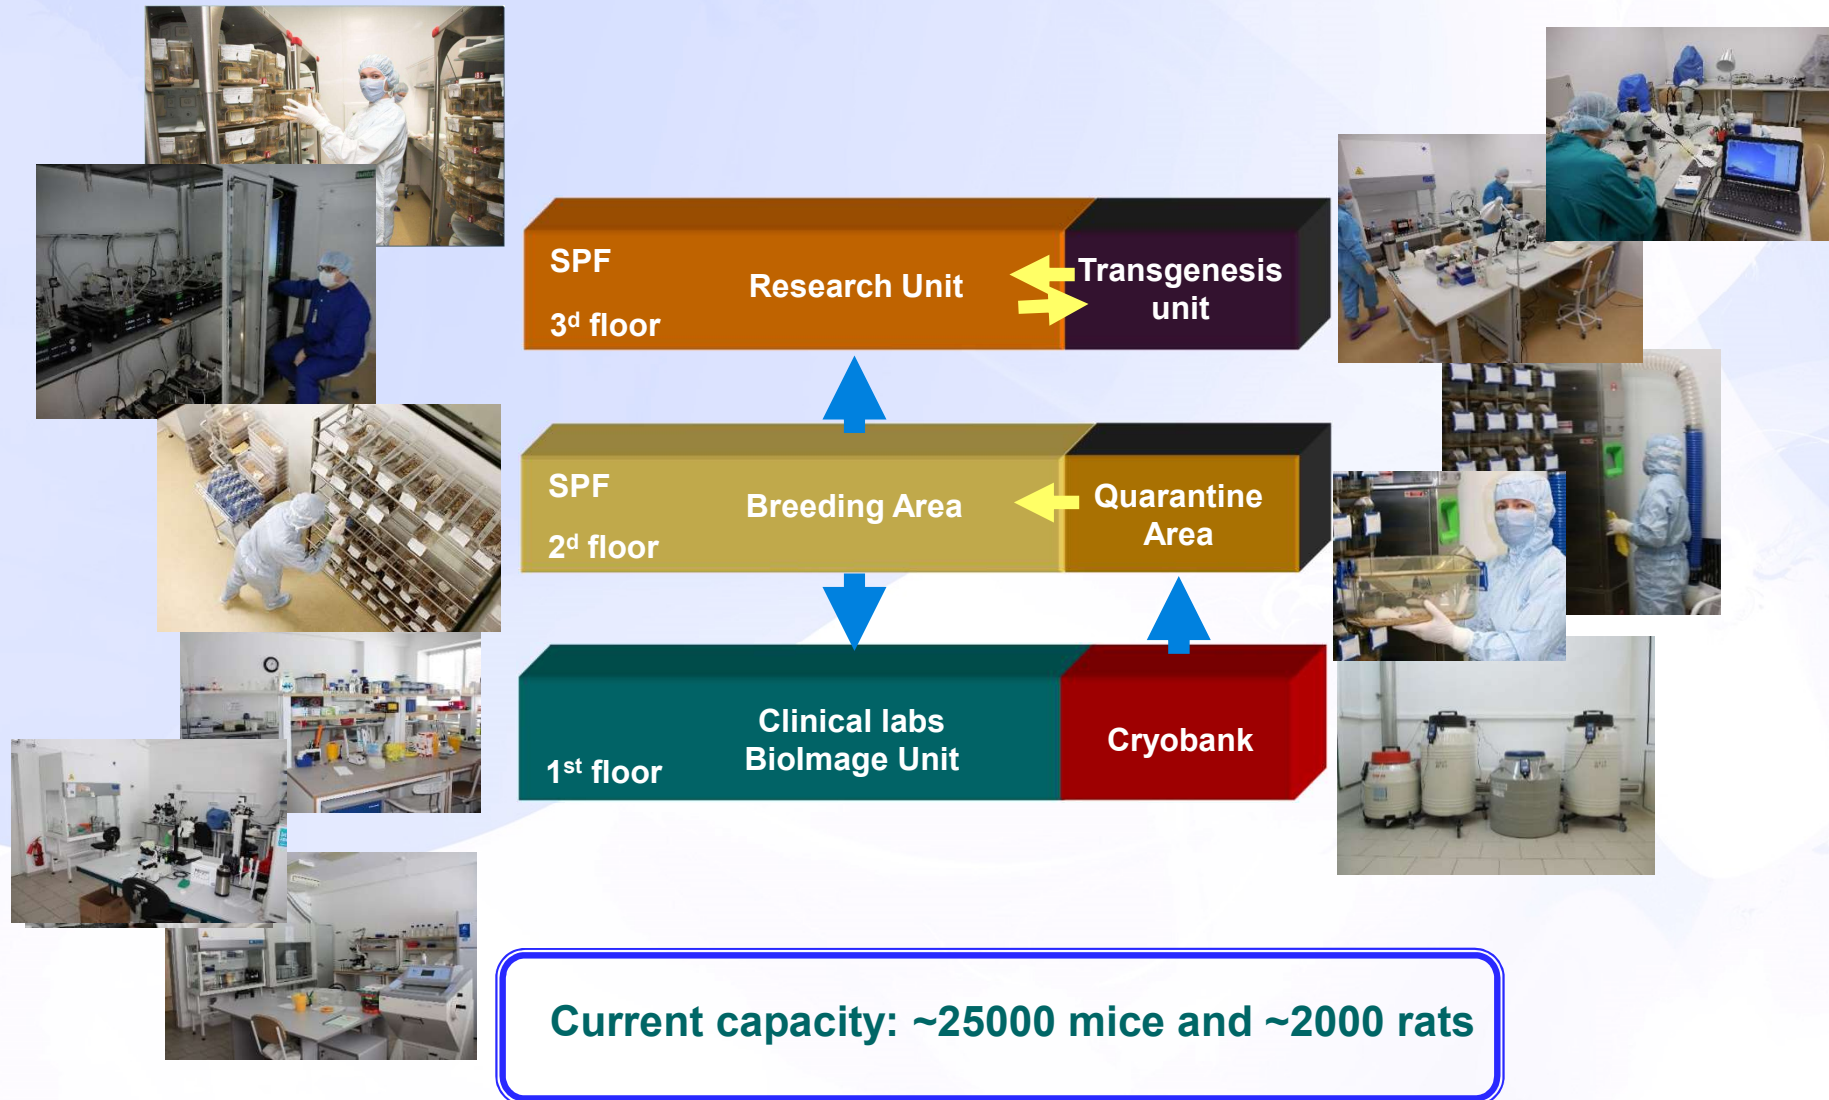 SPF
Research Unit
3d floor
Transgenesis
unit
SPF
Breeding Area
2d floor
Quarantine
Area
Clinical labs
BioImage Unit
1st floor
Cryobank
Current capacity: ~25000 mice and ~2000 rats